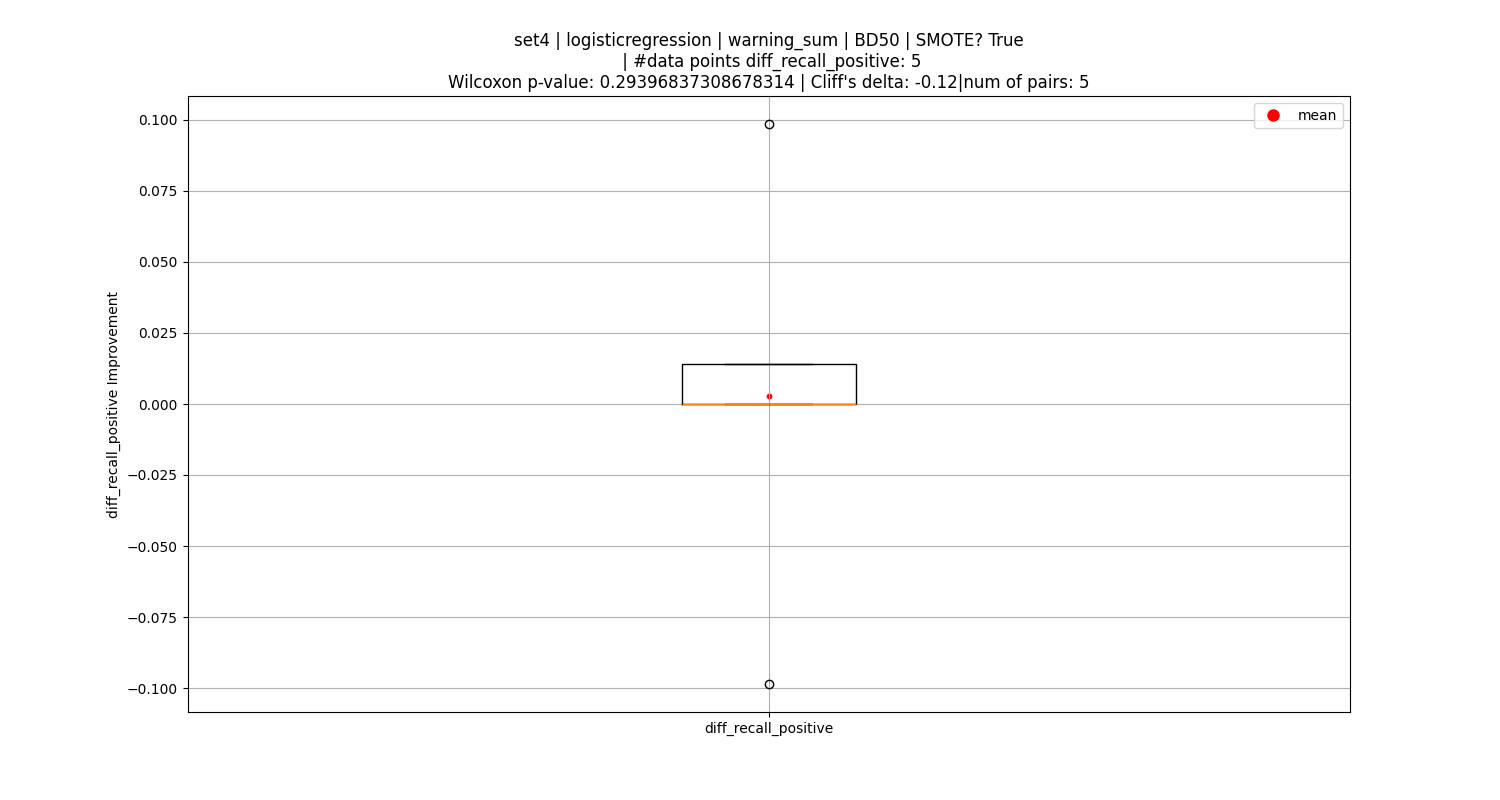 set4 | logisticregression | warning_sum | BD50 | SMOTE? True
| #data points diff_recall_positive: 5
Wilcoxon p-value: 0.29396837308678314 | Cliff's delta: -0.12|num of pairs: 5
mean
0.100
0.075
0.050
0.025
0.000
−0.025
−0.050
−0.075
−0.100
diff_recall_positive Improvement
diff_recall_positive